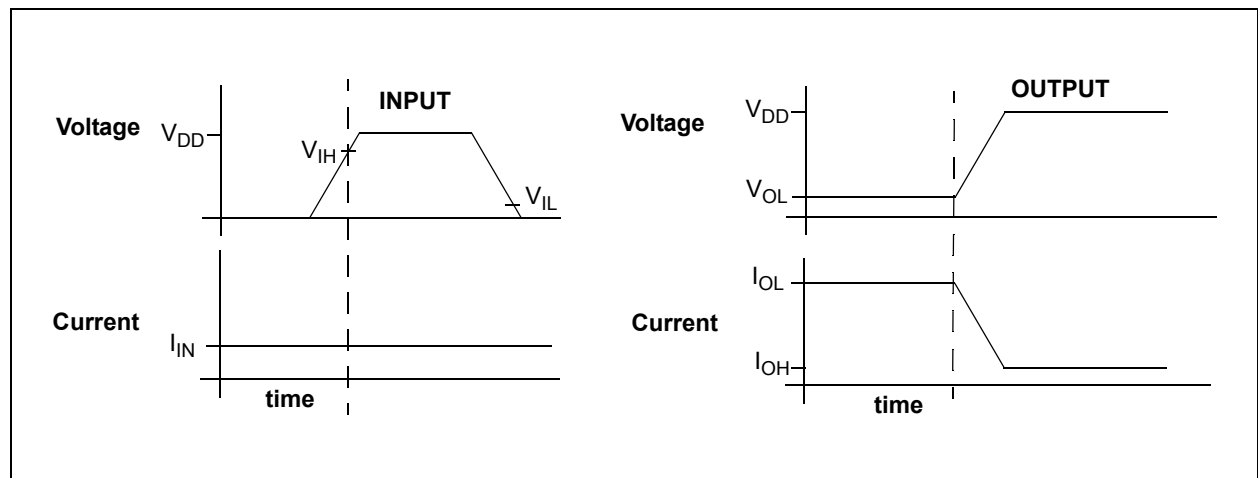 INPUT
Voltage
VDD
VIH
VIL
Current
IIN
time
OUTPUT
Voltage
VDD
VOL
IOL
Current
IOH
time